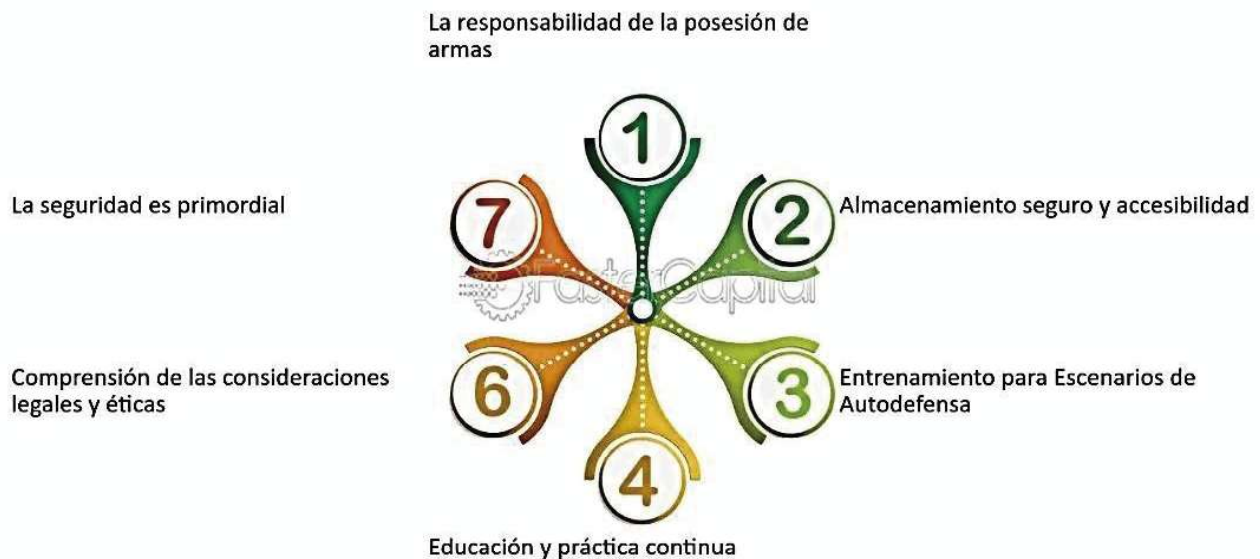 La responsabilidad de la posesión de
armas
1
2
Almacenamiento seguro y accesibilidad
3
Entrenamiento para Escenarios de
Autodefensa
4
Educación y práctica continua
6
Comprensión de las consideraciones
legales y éticas
7
La seguridad es primordial
FasterCapital